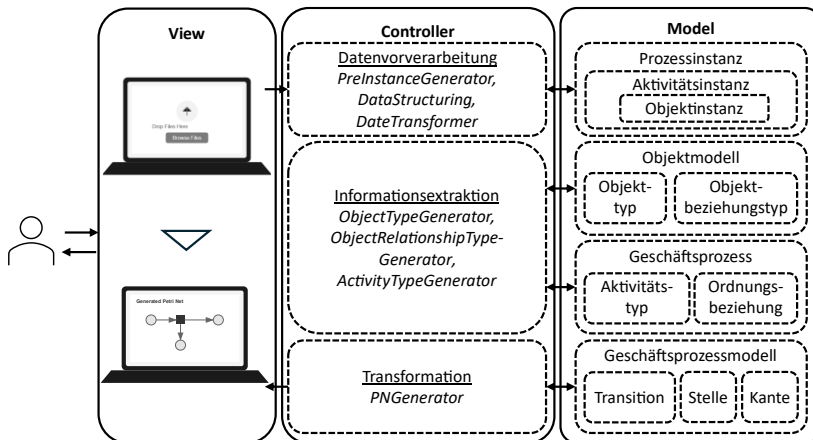 View
Drop Files Here
Browse Files
Generated Petri Net
Controller
Datenvorverarbeitung
PreInstanceGenerator,
DataStructuring,
DateTransformer
Informationsextraktion
ObjectTypeGenerator,
ObjectRelationshipType-
Generator,
ActivityTypeGenerator
Transformation
PNGenerator
Model
Prozessinstanz
Aktivitätsinstanz
Objektinstanz
Objektmodell
Objekt-
typ
Objekt-
beziehungstyp
Geschäftsprozess
Aktivitäts-
typ
Ordnungs-
beziehung
Geschäftsprozessmodell
Transition
Stelle
Kante